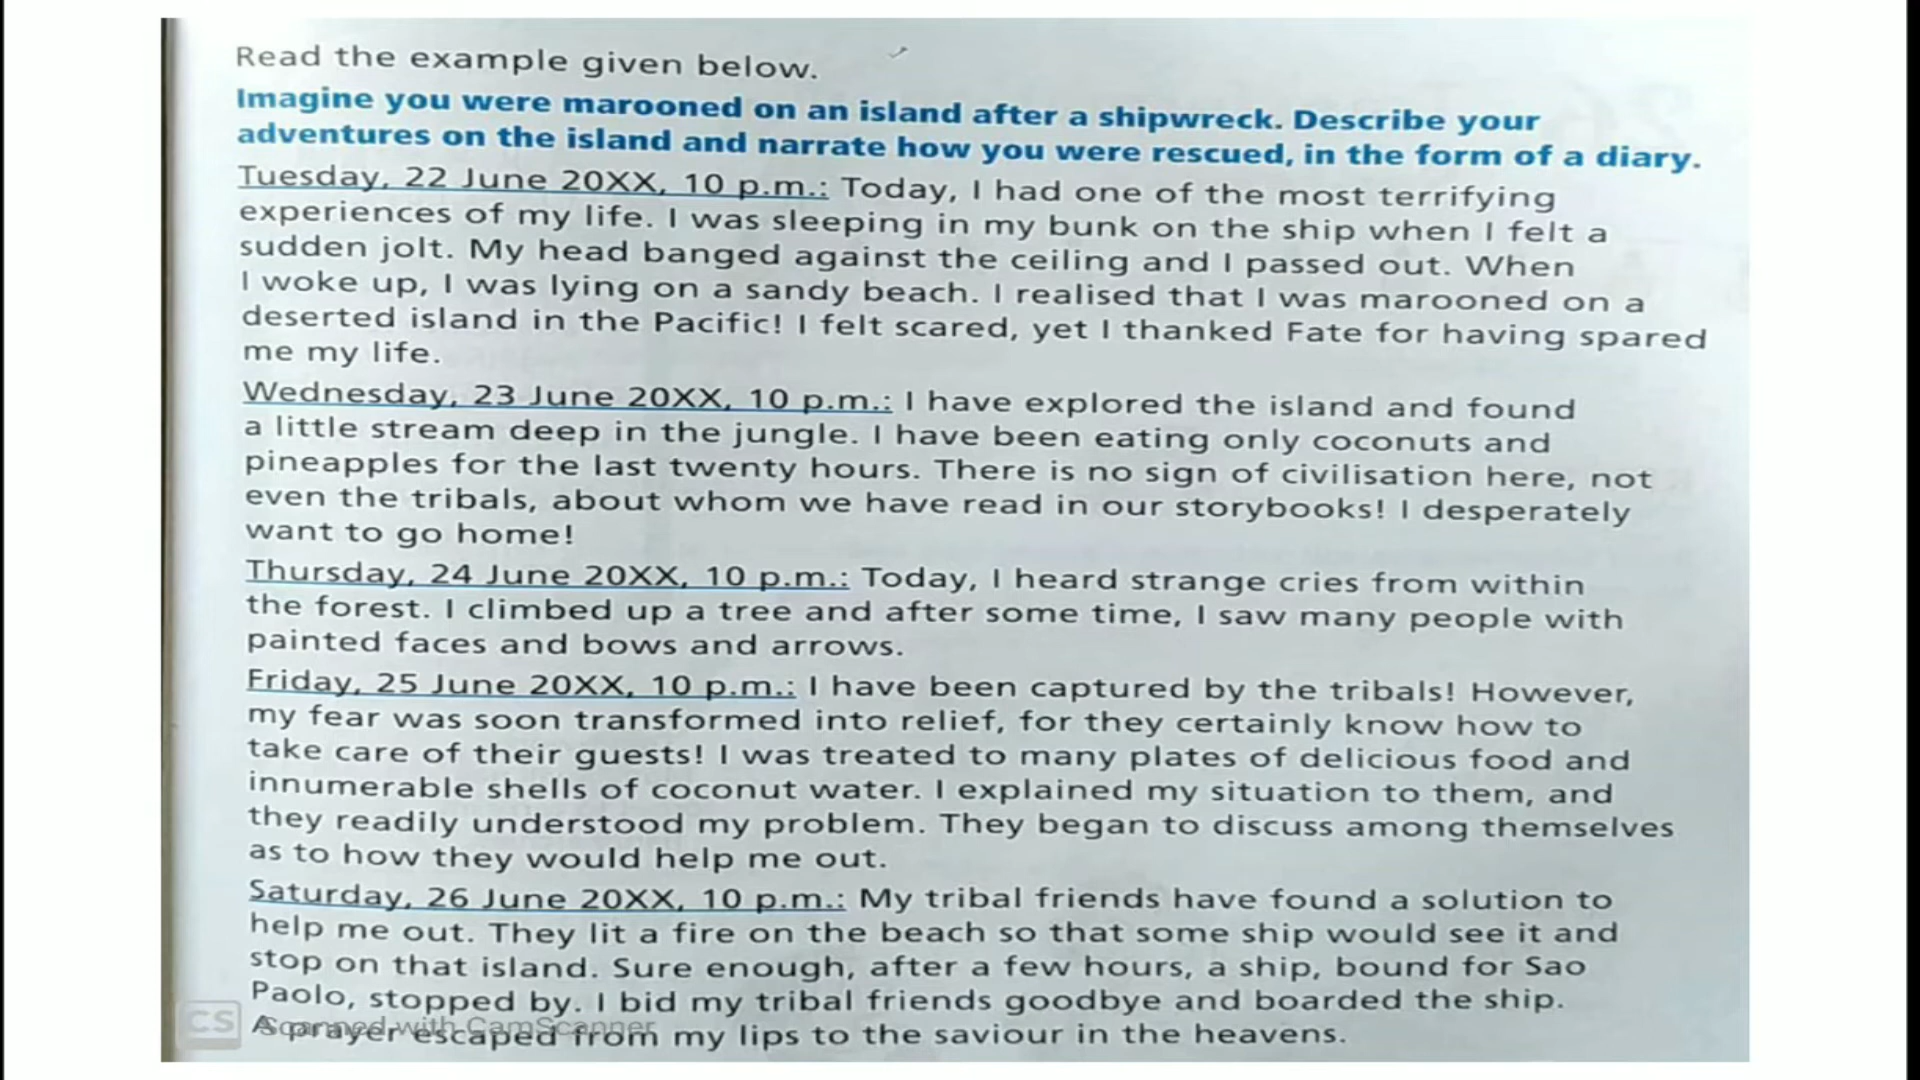 Read the example given below.
Imagine you were marooned on an island after a shipwreck. Describe your
adventures on the island and narrate how you were rescued, in the form of a diary.
Tuesday, 22 June 20XX, 10 p.m.: Today, I had one of the most terrifying
experiences of my life. I was sleeping in my bunk on the ship when I felt a
sudden jolt. My head banged against the ceiling and I passed out. When
I woke up, I was lying on a sandy beach. I realised that I was marooned on a
deserted island in the Pacific! I felt scared, yet I thanked Fate for having spared
me my life.
Wednesday, 23 June 20XX, 10 p.m.: I have explored the island and found
a little stream deep in the jungle. I have been eating only coconuts and
pineapples for the last twenty hours. There is no sign of civilisation here, not
even the tribals, about whom we have read in our storybooks! I desperately
want to go home!
Thursday, 24 June 20XX, 10 p.m.: Today, I heard strange cries from within
the forest. I climbed up a tree and after some time, I saw many people with
painted faces and bows and arrows.
Friday, 25 June 20XX, 10 p.m.: I have been captured by the tribals! However,
my fear was soon transformed into relief, for they certainly know how to
take care of their guests! I was treated to many plates of delicious food and
innumerable shells of coconut water. I explained my situation to them, and
they readily understood my problem. They began to discuss among themselves
as to how they would help me out.
Saturday, 26 June 20XX, 10 p.m.: My tribal friends have found a solution to
help me out. They lit a fire on the beach so that some ship would see it and
stop on that island. Sure enough, after a few hours, a ship, bound for Sao
Paolo, stopped by. I bid my tribal friends goodbye and boarded the ship.
A prayer escaped from my lips to the saviour in the heavens.
CS Scanned with CamScanner